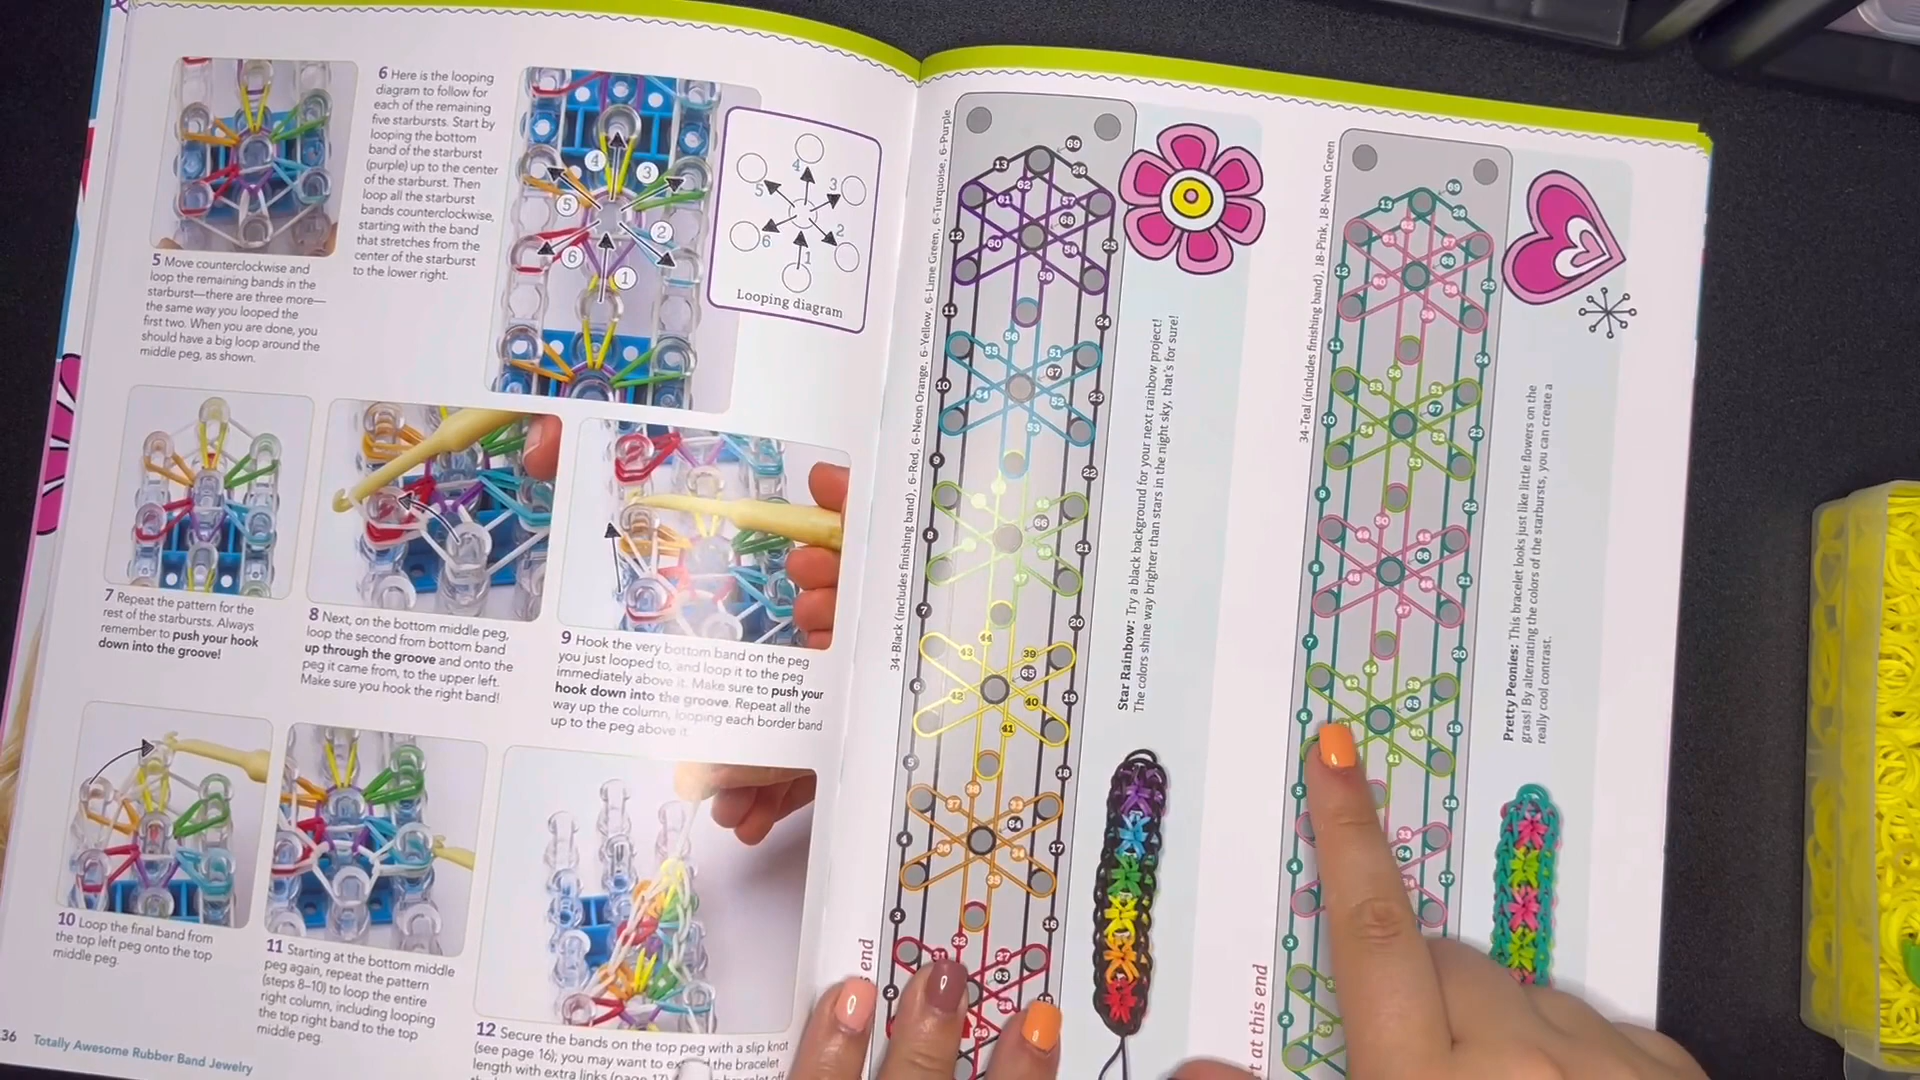 6 Here is the looping
diagram to follow for
each of the remaining
five starbursts. Start by
looping the bottom
band of the starburst
(purple) up to the center
of the starburst. Then
loop all the starburst
bands counterclockwise,
starting with the band
that stretches from the
center of the starburst
to the lower right.
Looping diagram
5 Move counterclockwise and
loop the remaining bands in the
starburst—there are three more—
the same way you looped the
first two. When you are done, you
should have a big loop around the
middle peg, as shown.
7 Repeat the pattern for the
rest of the starbursts. Always
remember to push your hook
down into the groove!
8 Next, on the bottom middle peg,
loop the second from bottom band
up through the groove and onto the
peg it came from, to the upper left.
Make sure you hook the right band!
9 Hook the very bottom band on the peg
you just looped to, and loop it to the peg
immediately above it. Make sure to push your
hook down into the groove. Repeat all the
way up the column, looping each border band
up to the peg above it.
10 Loop the final band from
the top left peg onto the top
middle peg.
11 Starting at the bottom middle
peg again, repeat the pattern
(steps 8–10) to loop the entire
right column, including looping
the top right band to the top
middle peg.
12 Secure the bands on the top peg with a slip knot
(see page 16); you may want to the bracelet
length with extra links (page 17)
36 Totally Awesome Rubber Band Jewelry
34-Black (includes finishing band), 6-Red, 6-Neon Orange, 6-Yellow, 6-Lime Green, 6-Turquoise, 6-Purple
Star Rainbow: Try a black background for your next rainbow project!
The colors shine way brighter than stars in the night sky, that's for sure!
end
34-Teal (includes finishing band), 18-Pink, 18-Neon Green
Pretty Peonies: This bracelet looks just like little flowers on the
grass! By alternating the colors of the starbursts, you can create a
really cool contrast.
at this end